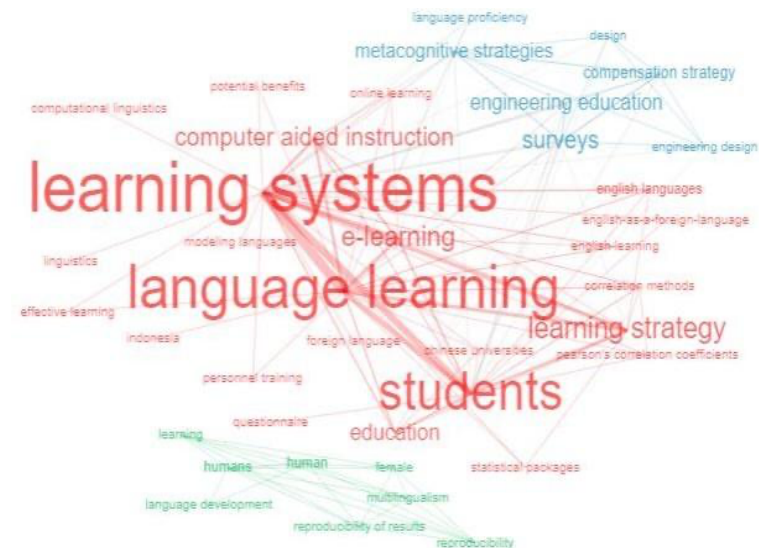 language proficiency
design
metacognitive strategies
compensation strategy
potential benefits
online learning
engineering education
computational linguistics
computer aided instruction
surveys
engineering design
learning systems
english languages
english-as-a-foreign-language
e-learning
modeling languages
english learning
linguistics
language learning
correlation methods
effective learning
learning strategy
indonesia
foreign language
chinese universities
pearson's correlation coefficients
personnel training
students
questionnaire
education
learning
humans
human
female
statistical packages
language development
multilingualism
reproducibility of results
reproducibility